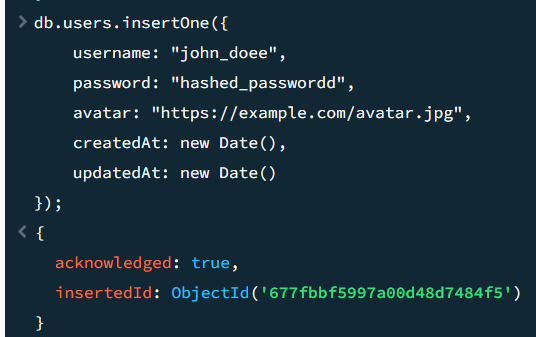 db.users.insertOne({
username: "john_doee",
password: "hashed_passwordd",
avatar: "https://example.com/avatar.jpg",
createdAt: new Date(),
updatedAt: new Date()
});
{
acknowledged: true,
insertedId: ObjectId('677fbbf5997a00d48d7484f5')
}